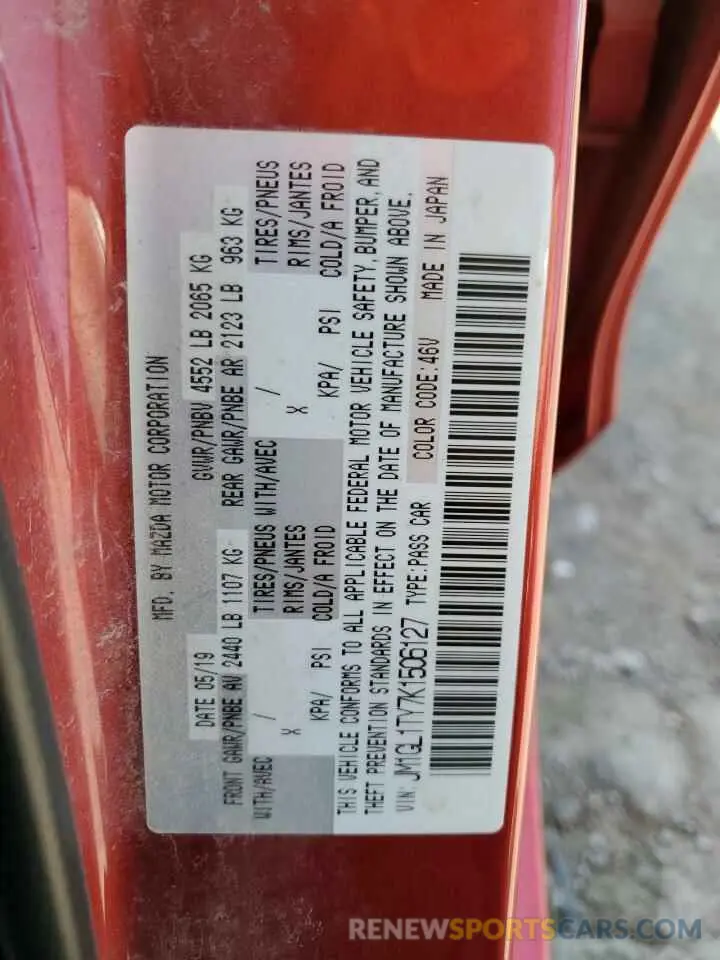 MFD. BY MAZDA MOTOR CORPORATION
DATE 05/19 GVWR/PNBV 4552 LB 2065 KG
FRONT GAWR/PNBE AV 2440 LB 1107 KG REAR GAWR/PNBE AR 2123 LB 963 KG
WITH/AVEC / TIRES/PNEUS WITH/AVEC / TIRES/PNEUS
X RIMS/JANTES X RIMS/JANTES
KPA/ PSI COLD/A FROID KPA/ PSI COLD/A FROID
THIS VEHICLE CONFORMS TO ALL APPLICABLE FEDERAL MOTOR VEHICLE SAFETY, BUMPER, AND
THEFT PREVENTION STANDARDS IN EFFECT ON THE DATE OF MANUFACTURE SHOWN ABOVE.
VIN: JM1GL1TY7K1506127 TYPE:PASS CAR COLOR CODE:46V MADE IN JAPAN
RENEWSPORTSCARS.COM